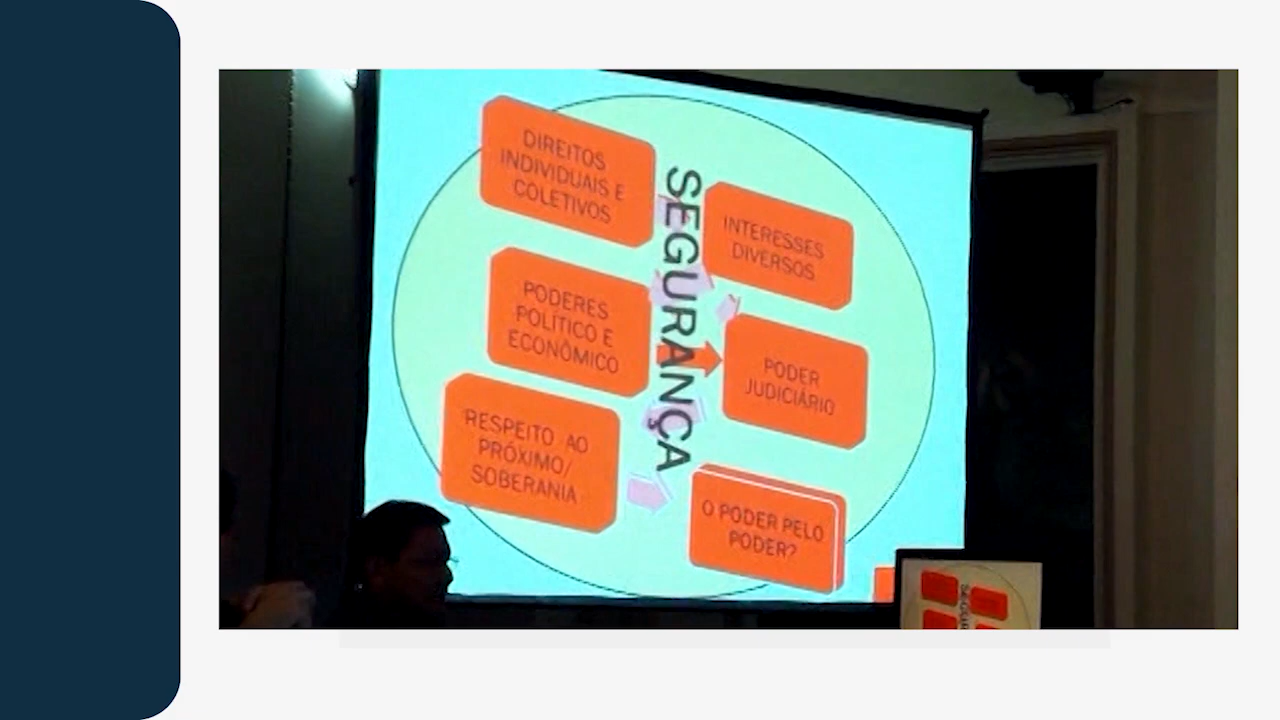 DIREITOS
INDIVIDUAIS E
COLETIVOS
SEGURANÇA
INTERESSES
DIVERSOS
PODERES
POLÍTICO E
ECONÔMICO
PODER
JUDICIÁRIO
RESPEITO AO
PRÓXIMO/
SOBERANIA
O PODER PELO
PODER?